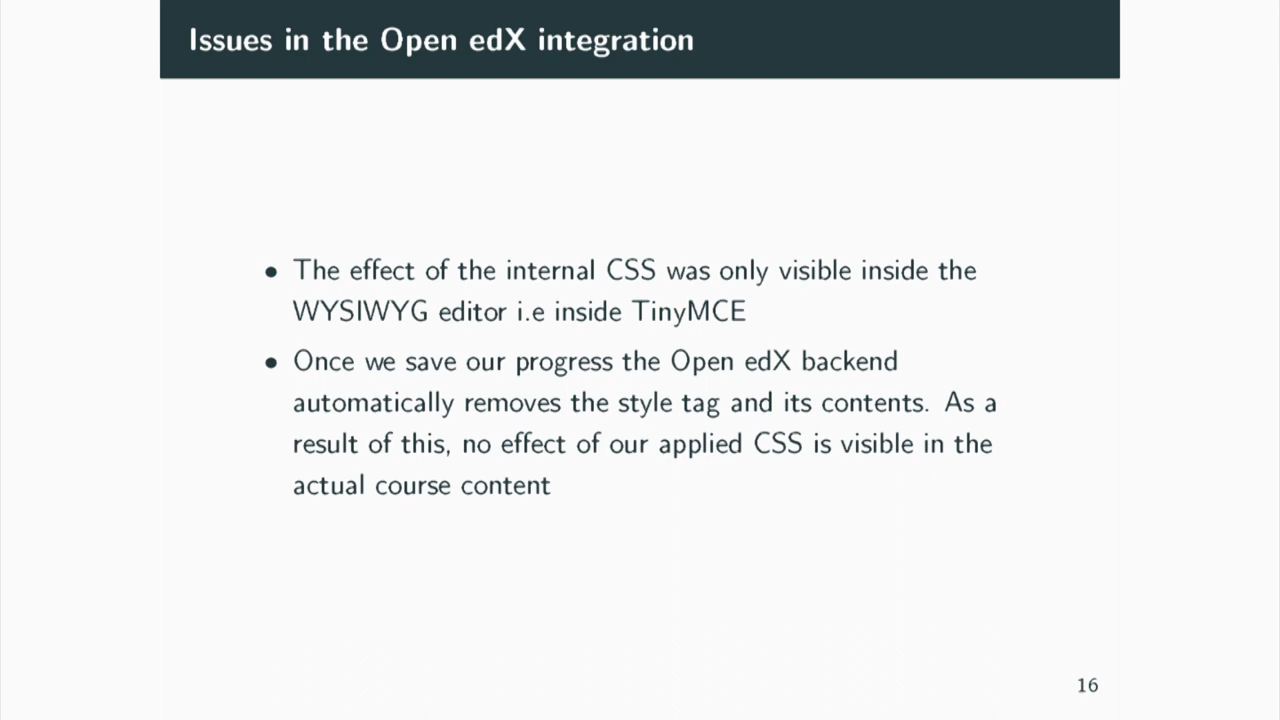 Issues in the Open edX integration
• The effect of the internal CSS was only visible inside the
WYSIWYG editor i.e inside TinyMCE
• Once we save our progress the Open edX backend
automatically removes the style tag and its contents. As a
result of this, no effect of our applied CSS is visible in the
actual course content
16